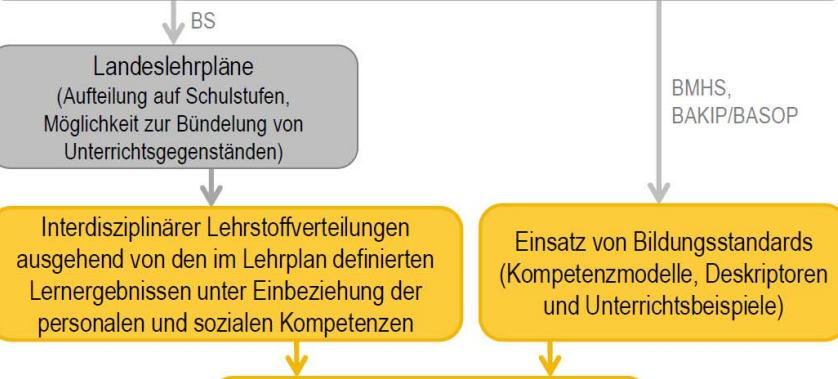 BS
Landeslehrpläne
(Aufteilung auf Schulstufen,
Möglichkeit zur Bündelung von
Unterrichtsgegenständen)
BMHS,
BAKIP/BASOP
Interdisziplinärer Lehrstoffverteilungen
ausgehend von den im Lehrplan definierten
Lernergebnissen unter Einbeziehung der
personalen und sozialen Kompetenzen
Einsatz von Bildungsstandards
(Kompetenzmodelle, Deskriptoren
und Unterrichtsbeispiele)